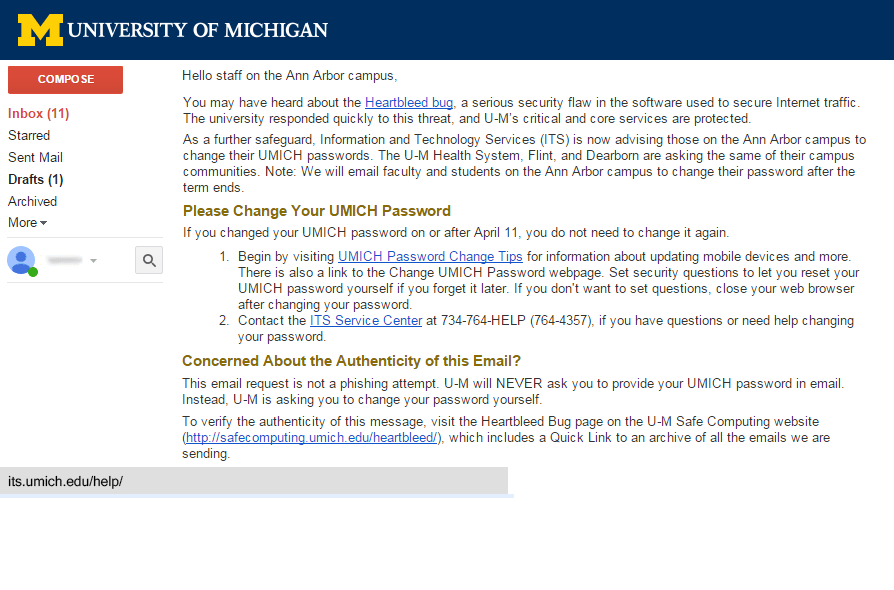 M UNIVERSITY OF MICHIGAN
COMPOSE
Inbox (11)
Starred
Sent Mail
Drafts (1)
Archived
More
Hello staff on the Ann Arbor campus,
You may have heard about the Heartbleed bug, a serious security flaw in the software used to secure Internet traffic.
The university responded quickly to this threat, and U-M's critical and core services are protected.
As a further safeguard, Information and Technology Services (ITS) is now advising those on the Ann Arbor campus to
change their UMICH passwords. The U-M Health System, Flint, and Dearborn are asking the same of their campus
communities. Note: We will email faculty and students on the Ann Arbor campus to change their password after the
term ends.
Please Change Your UMICH Password
If you changed your UMICH password on or after April 11, you do not need to change it again.
1. Begin by visiting UMICH Password Change Tips for information about updating mobile devices and more.
There is also a link to the Change UMICH Password webpage. Set security questions to let you reset your
UMICH password yourself if you forget it later. If you don't want to set questions, close your web browser
after changing your password.
2. Contact the ITS Service Center at 734-764-HELP (764-4357), if you have questions or need help changing
your password.
Concerned About the Authenticity of this Email?
This email request is not a phishing attempt. U-M will NEVER ask you to provide your UMICH password in email.
Instead, U-M is asking you to change your password yourself.
To verify the authenticity of this message, visit the Heartbleed Bug page on the U-M Safe Computing website
(http://safecomputing.umich.edu/heartbleed/), which includes a Quick Link to an archive of all the emails we are
sending.
its.umich.edu/help/